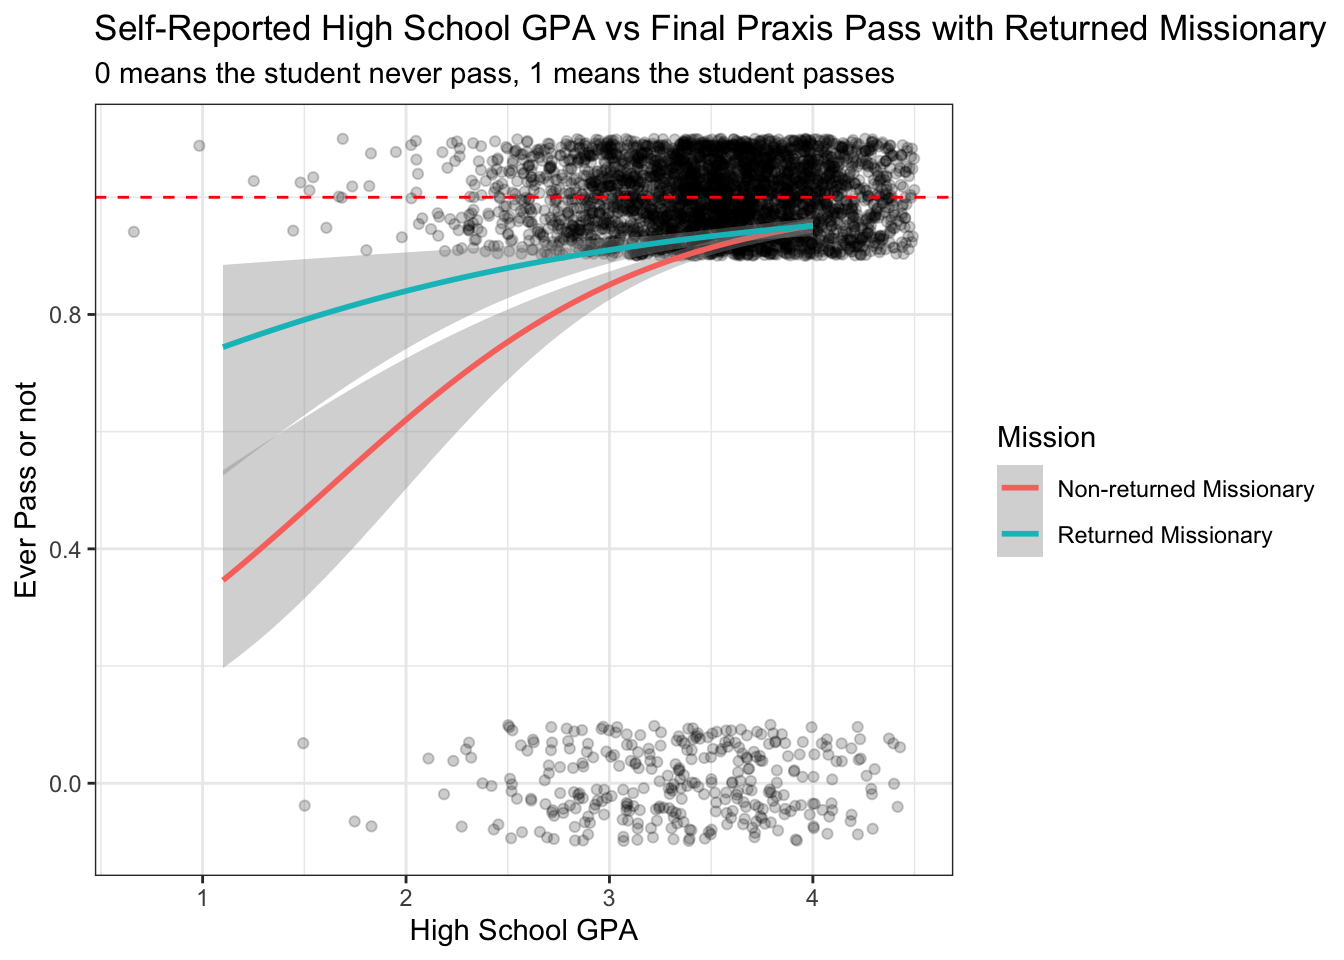 Self-Reported High School GPA vs Final Praxis Pass with Returned Missionary
0 means the student never pass, 1 means the student passes
Ever Pass or not
0.8
0.4
0.0
1 2 3 4
High School GPA
Mission
Non-returned Missionary
Returned Missionary